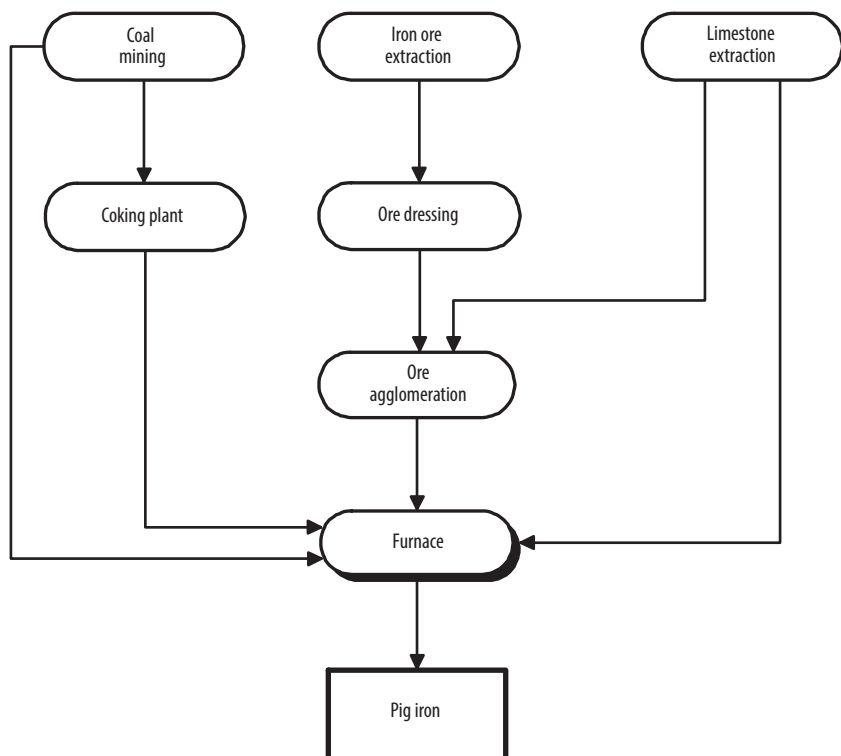 Coal
mining
Iron ore
extraction
Limestone
extraction
Coking plant
Ore dressing
Ore
agglomeration
Furnace
Pig iron